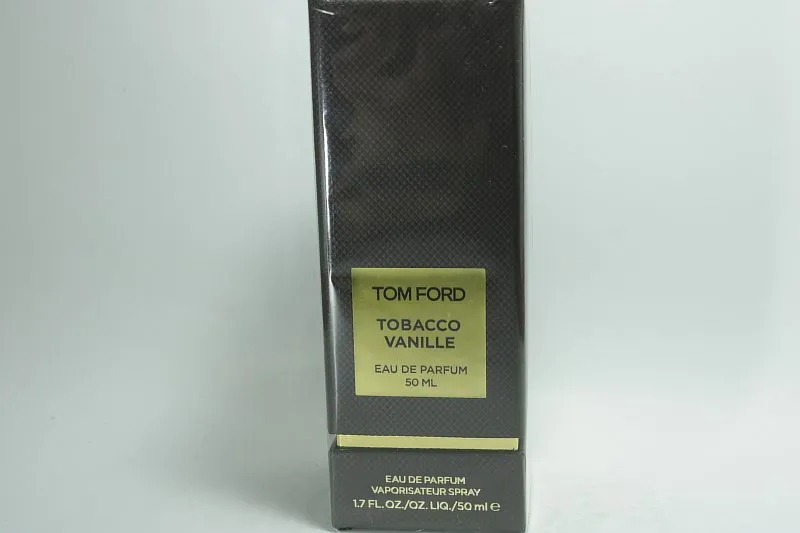 TOM FORD
TOBACCO
VANILLE
EAU DE PARFUM
50 ML
EAU DE PARFUM
VAPORISATEUR SPRAY
1.7 FL.OZ./OZ. LIQ./50 ml ℮